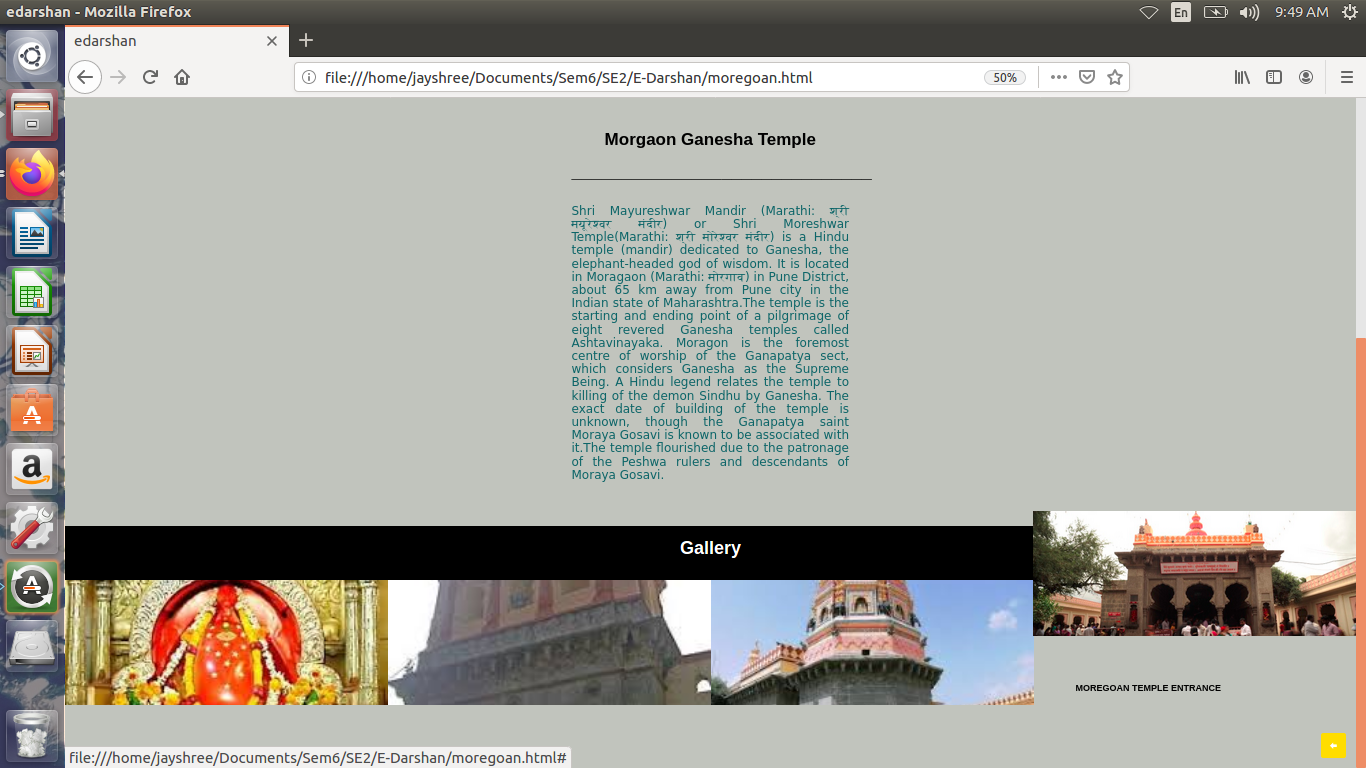 edarshan - Mozilla Firefox
En
9:49 AM
edarshan
file:///home/jayshree/Documents/Sem6/SE2/E-Darshan/moregoan.html
50%
Morgaon Ganesha Temple
Shri Mayureshwar Mandir (Marathi: श्री
मयूरेश्वर मंदीर) or Shri Moreshwar
Temple(Marathi: श्री मोरेश्वर मंदीर) is a Hindu
temple (mandir) dedicated to Ganesha, the
elephant-headed god of wisdom. It is located
in Moragaon (Marathi: मोरगाव) in Pune District,
about 65 km away from Pune city in the
Indian state of Maharashtra.The temple is the
starting and ending point of a pilgrimage of
eight revered Ganesha temples called
Ashtavinayaka. Moragon is the foremost
centre of worship of the Ganapatya sect,
which considers Ganesha as the Supreme
Being. A Hindu legend relates the temple to
killing of the demon Sindhu by Ganesha. The
exact date of building of the temple is
unknown, though the Ganapatya saint
Moraya Gosavi is known to be associated with
it.The temple flourished due to the patronage
of the Peshwa rulers and descendants of
Moraya Gosavi.
Gallery
MOREGOAN TEMPLE ENTRANCE
file:///home/jayshree/Documents/Sem6/SE2/E-Darshan/moregoan.html#